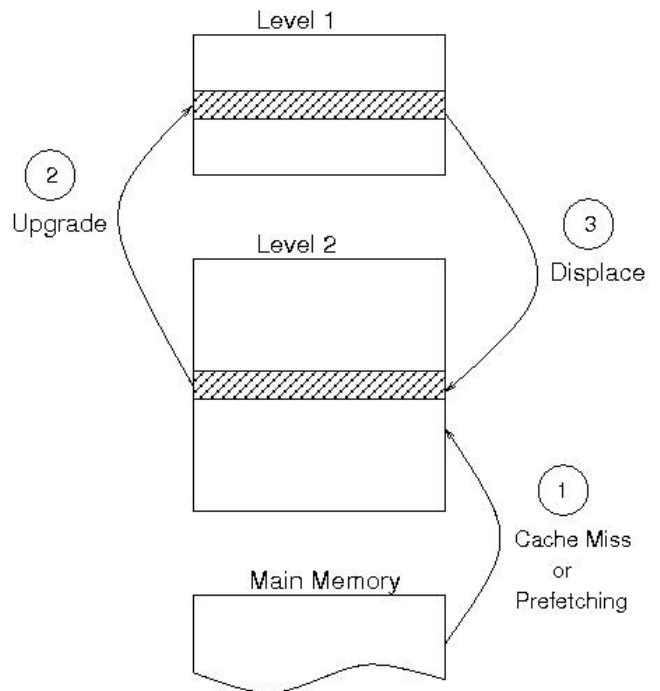 Level 1
2
Upgrade
3
Displace
Level 2
1
Cache Miss
or
Prefetching
Main Memory